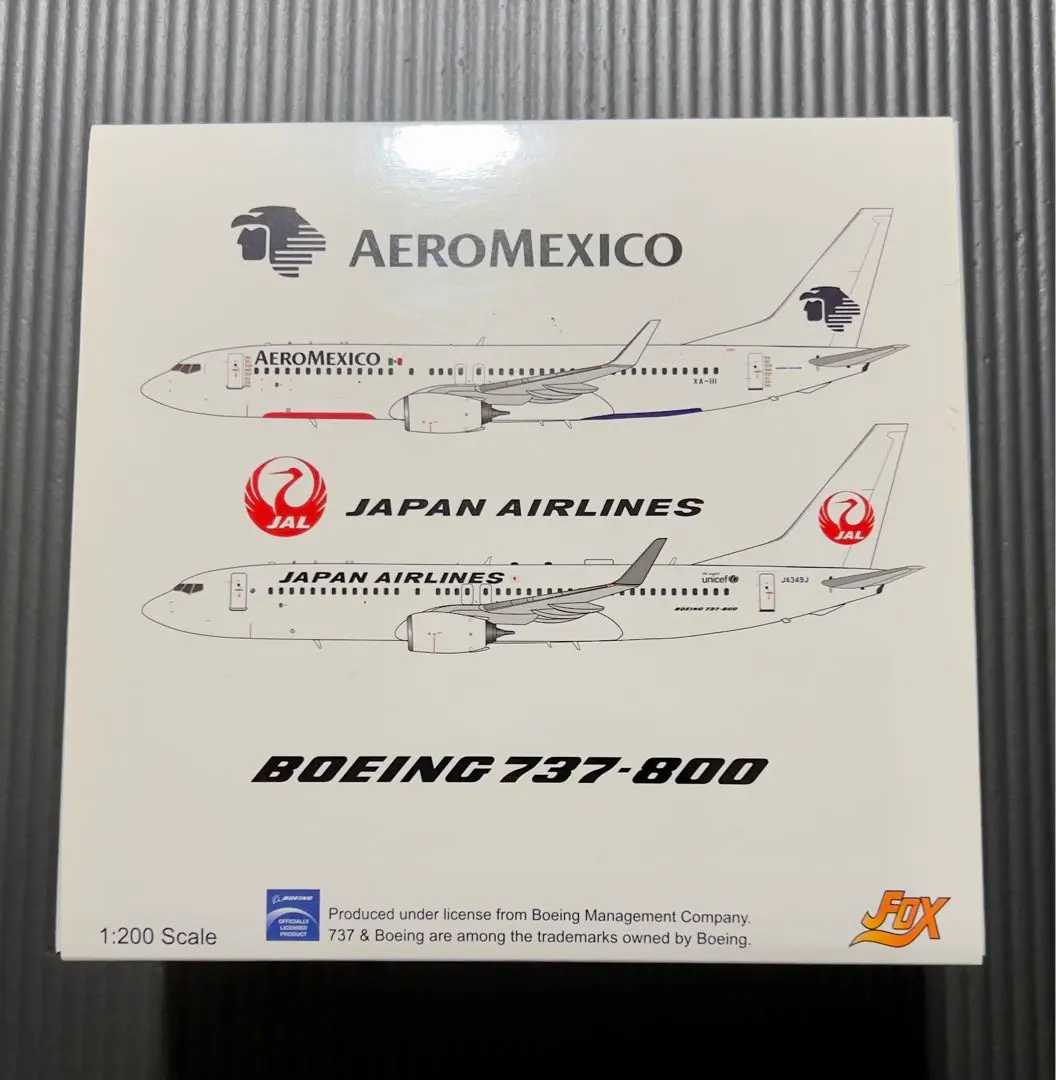 AEROMEXICO
AEROMEXICO
XA-III
JAL
JAPAN AIRLINES
JAL
JAPAN AIRLINES
unicef
JA349J
BOEING 737-800
BOEING 737-800
BOEING
OFFICIALLY
LICENSED
PRODUCT
Produced under license from Boeing Management Company.
737 & Boeing are among the trademarks owned by Boeing.
1:200 Scale
FOX